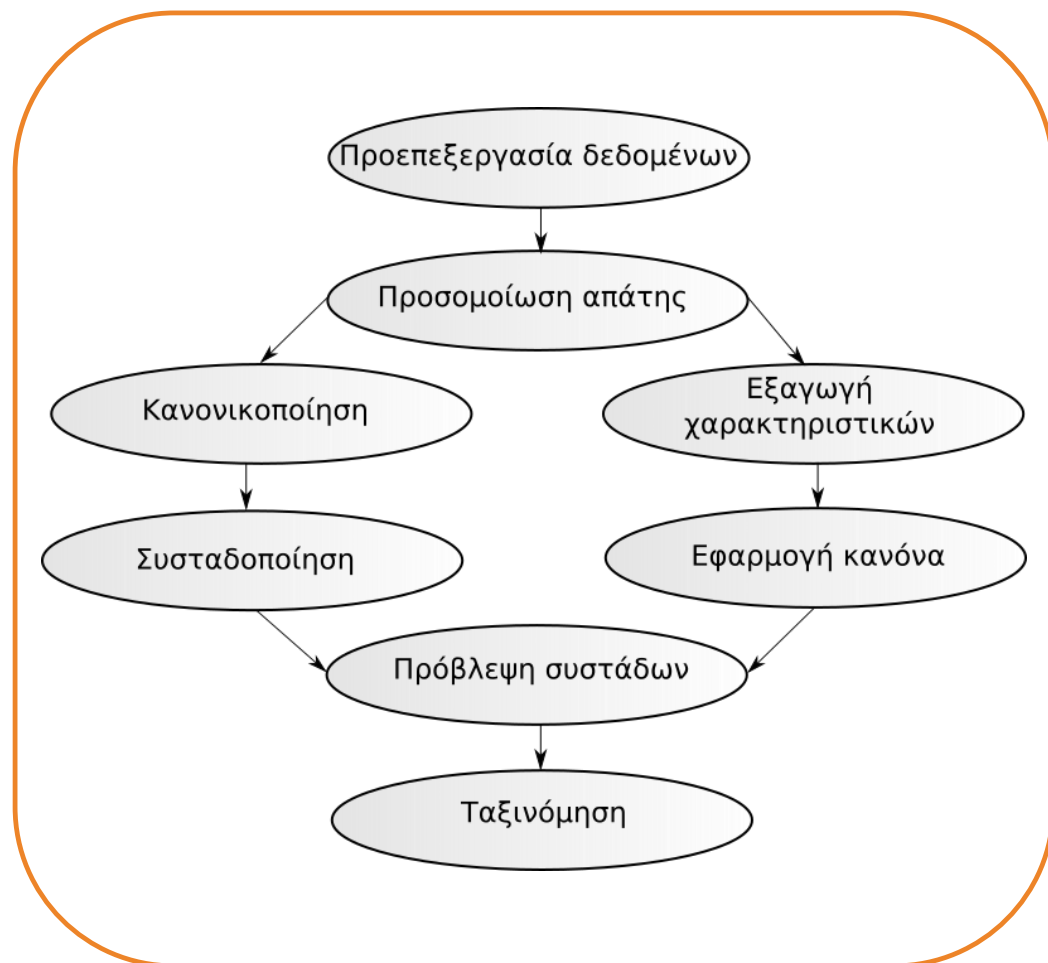 Προεπεξεργασία δεδομένων
Προσομοίωση απάτης
Κανονικοποίηση
Εξαγωγή
χαρακτηριστικών
Συσταδοποίηση
Εφαρμογή κανόνα
Πρόβλεψη συστάδων
Ταξινόμηση